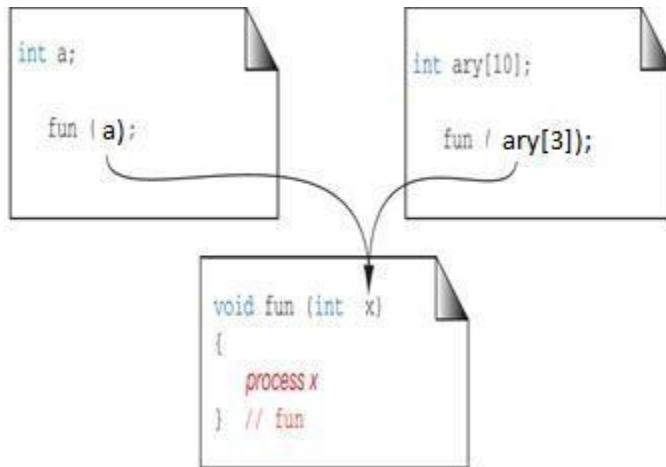 int a;
fun (a);
int ary[10];
fun ( ary[3]);
void fun (int x)
{
process x
} // fun